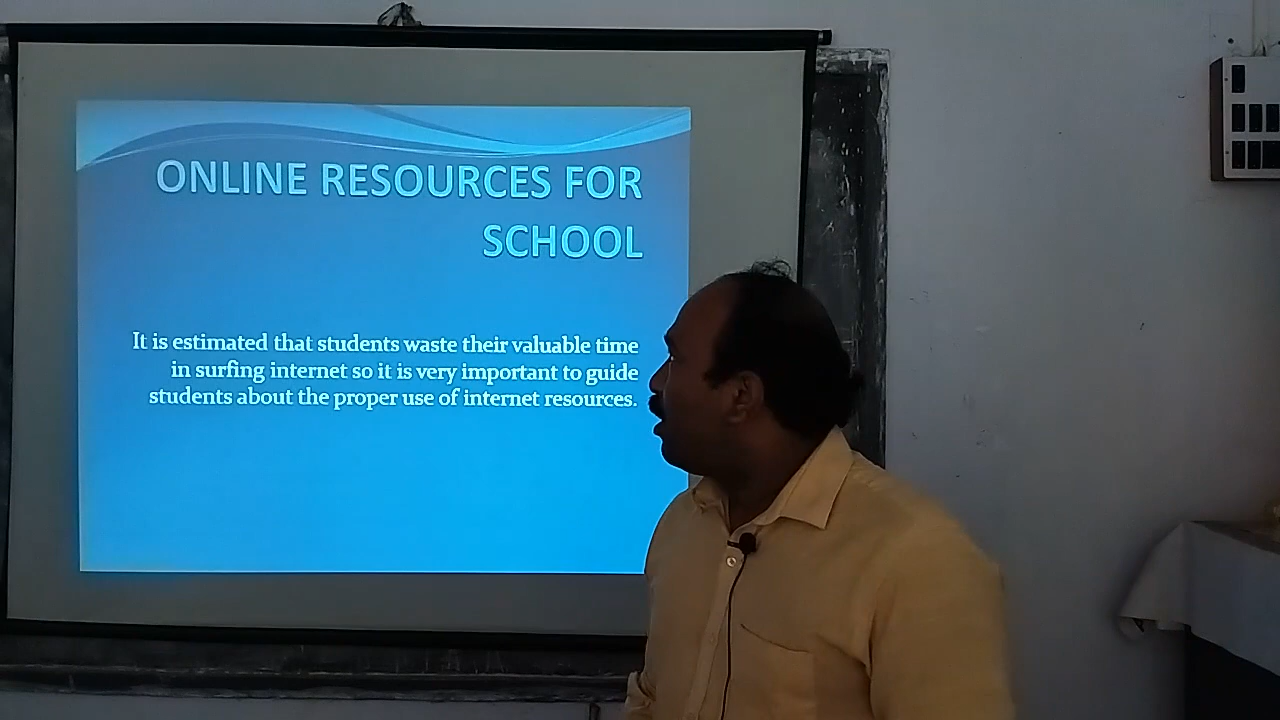 ONLINE RESOURCES FOR
SCHOOL
It is estimated that students waste their valuable time
in surfing internet so it is very important to guide
students about the proper use of internet resources.